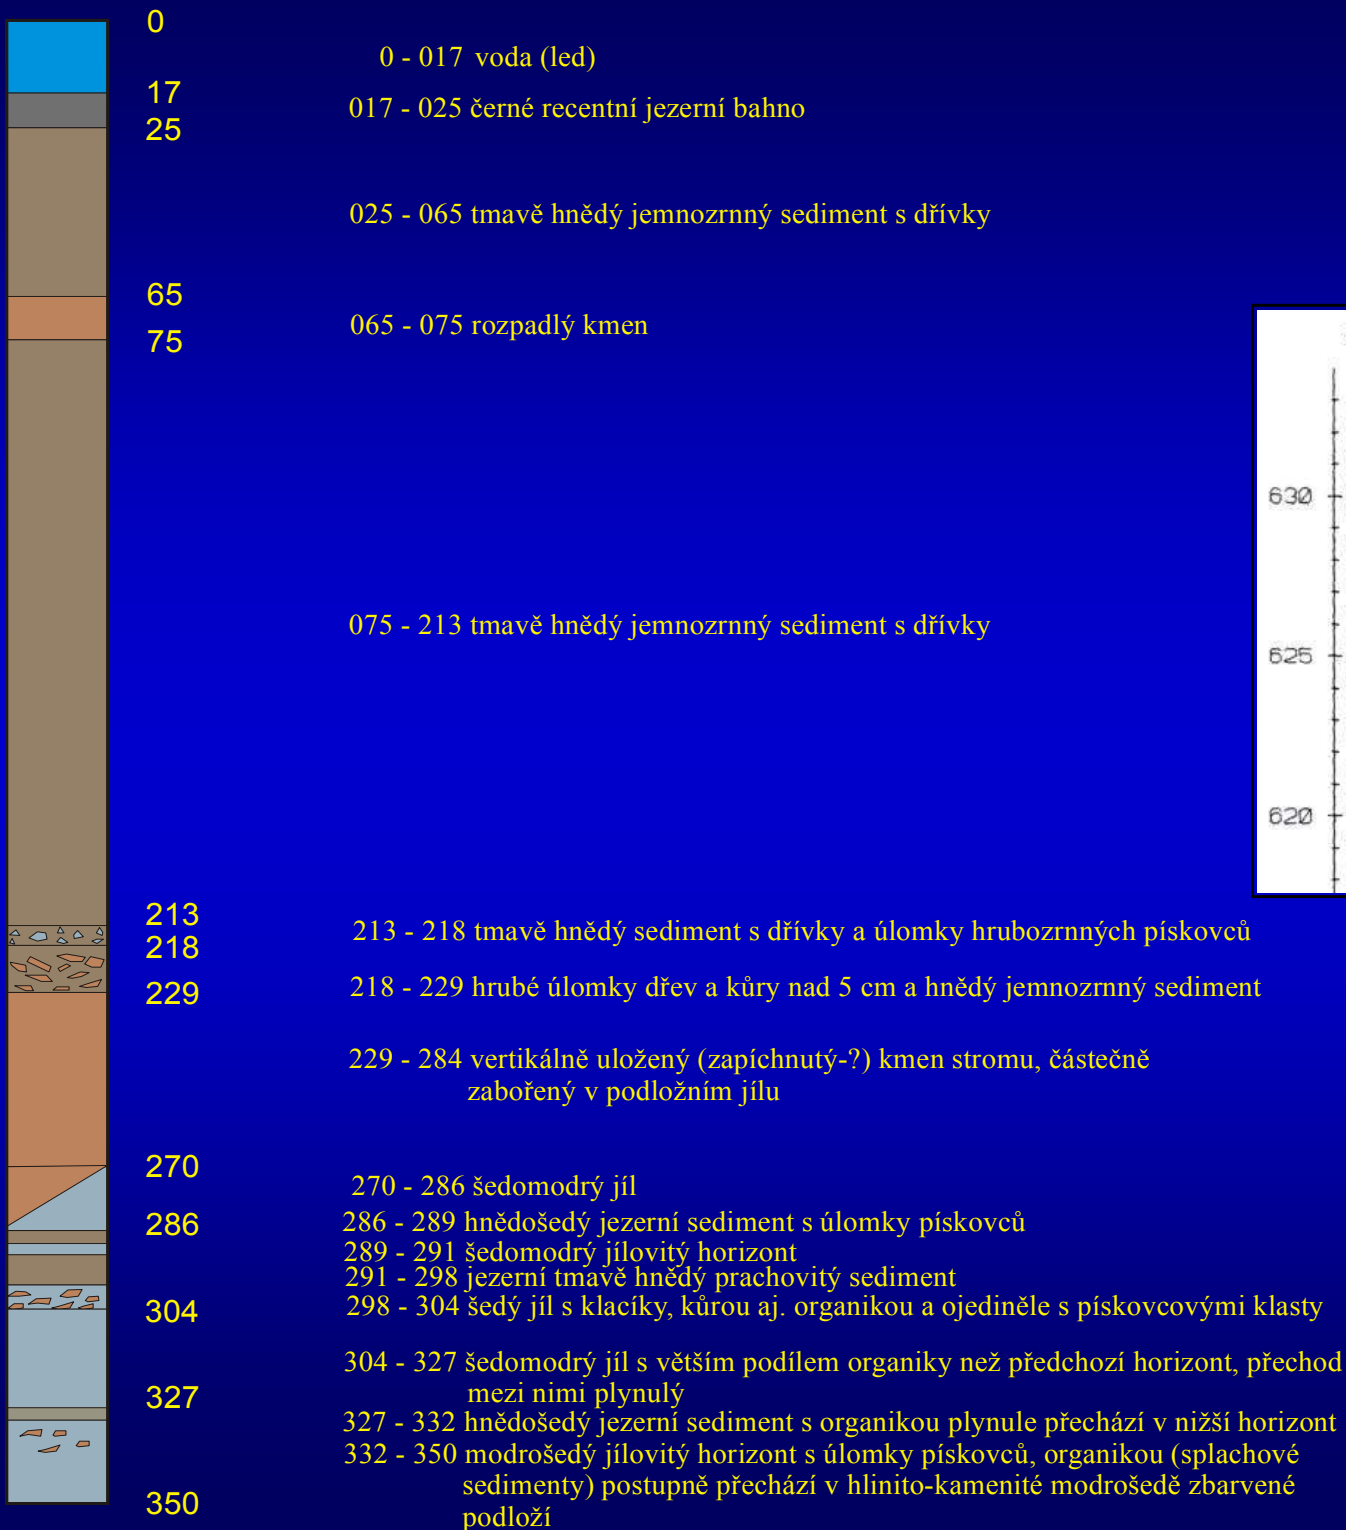 0
0 - 017 voda (led)
17
017 - 025 černé recentní jezerní bahno
25
025 - 065 tmavě hnědý jemnozrnný sediment s dřívky
65
065 - 075 rozpadlý kmen
75
630
075 - 213 tmavě hnědý jemnozrnný sediment s dřívky
625
620
213
213 - 218 tmavě hnědý sediment s dřívky a úlomky hrubozrnných pískovců
218
218 - 229 hrubé úlomky dřev a kůry nad 5 cm a hnědý jemnozrnný sediment
229
229 - 284 vertikálně uložený (zapíchnutý-?) kmen stromu, částečně
zabořený v podložním jílu
270
270 - 286 šedomodrý jíl
286
286 - 289 hnědošedý jezerní sediment s úlomky pískovců
289 - 291 šedomodrý jílovitý horizont
291 - 298 jezerní tmavě hnědý prachovitý sediment
298 - 304 šedý jíl s klacíky, kůrou aj. organikou a ojediněle s pískovcovými klasty
304
304 - 327 šedomodrý jíl s větším podílem organiky než předchozí horizont, přechod
mezi nimi plynulý
327
327 - 332 hnědošedý jezerní sediment s organikou plynule přechází v nižší horizont
332 - 350 modrošedý jílovitý horizont s úlomky pískovců, organikou (splachové
sedimenty) postupně přechází v hlinito-kamenité modrošedě zbarvené
350
podloží